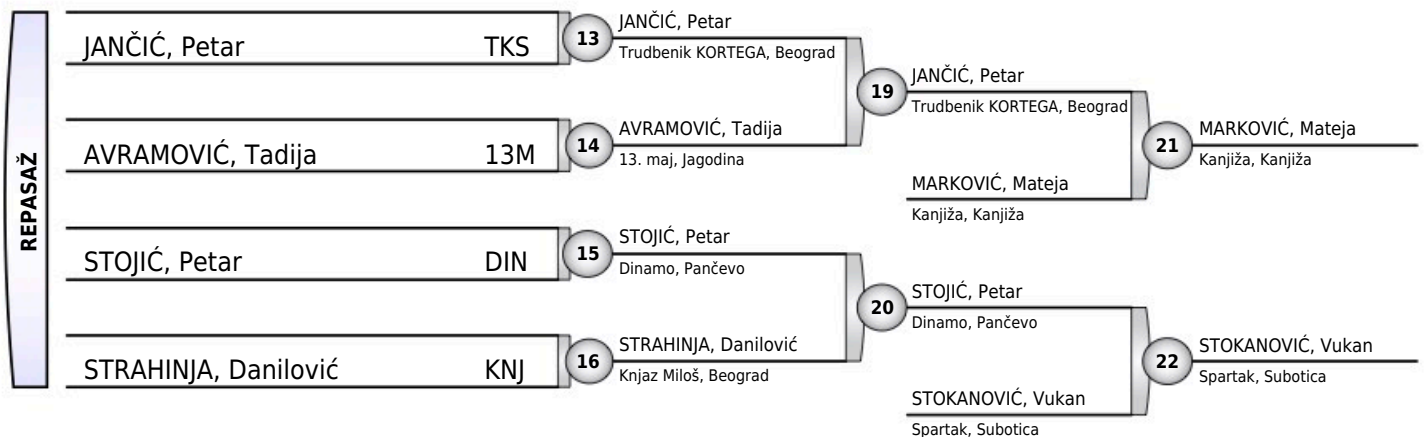 REPASAŽ
JANČIĆ, Petar TKS
AVRAMOVIĆ, Tadija 13M
STOJIĆ, Petar DIN
STRAHINJA, Danilović KNJ
13
JANČIĆ, Petar
Trudbenik KORTEGA, Beograd
14
AVRAMOVIĆ, Tadija
13. maj, Jagodina
15
STOJIĆ, Petar
Dinamo, Pančevo
16
STRAHINJA, Danilović
Knjaz Miloš, Beograd
19
JANČIĆ, Petar
Trudbenik KORTEGA, Beograd
MARKOVIĆ, Mateja
Kanjiža, Kanjiža
20
STOJIĆ, Petar
Dinamo, Pančevo
STOKANOVIĆ, Vukan
Spartak, Subotica
21
MARKOVIĆ, Mateja
Kanjiža, Kanjiža
22
STOKANOVIĆ, Vukan
Spartak, Subotica